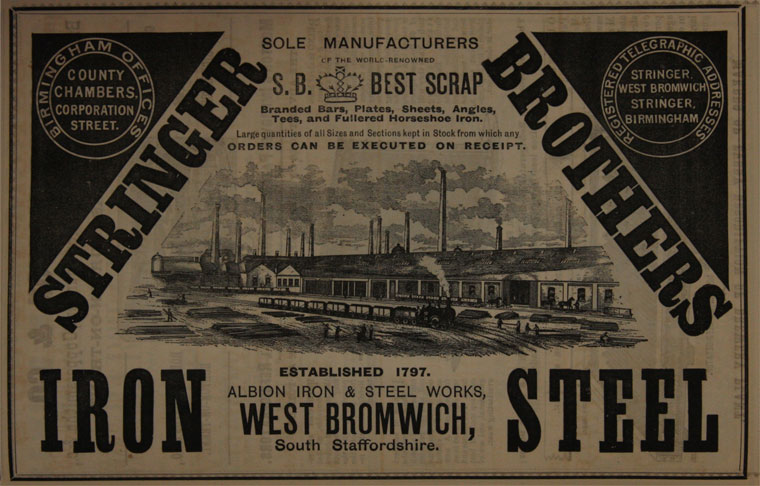 BIRMINGHAM OFFICES
COUNTY
CHAMBERS,
CORPORATION
STREET.
STRINGER
BROTHERS
SOLE MANUFACTURERS
OF THE WORLD-RENOWNED
S. B. BEST SCRAP
Branded Bars, Plates, Sheets, Angles,
Tees, and Fullered Horseshoe Iron.
Large quantities of all Sizes and Sections kept in Stock from which any
ORDERS CAN BE EXECUTED ON RECEIPT.
REGISTERED TELEGRAPHIC ADDRESSES
STRINGER,
WEST BROMWICH
STRINGER,
BIRMINGHAM
IRON
ESTABLISHED 1797.
ALBION IRON & STEEL WORKS,
WEST BROMWICH,
South Staffordshire.
STEEL